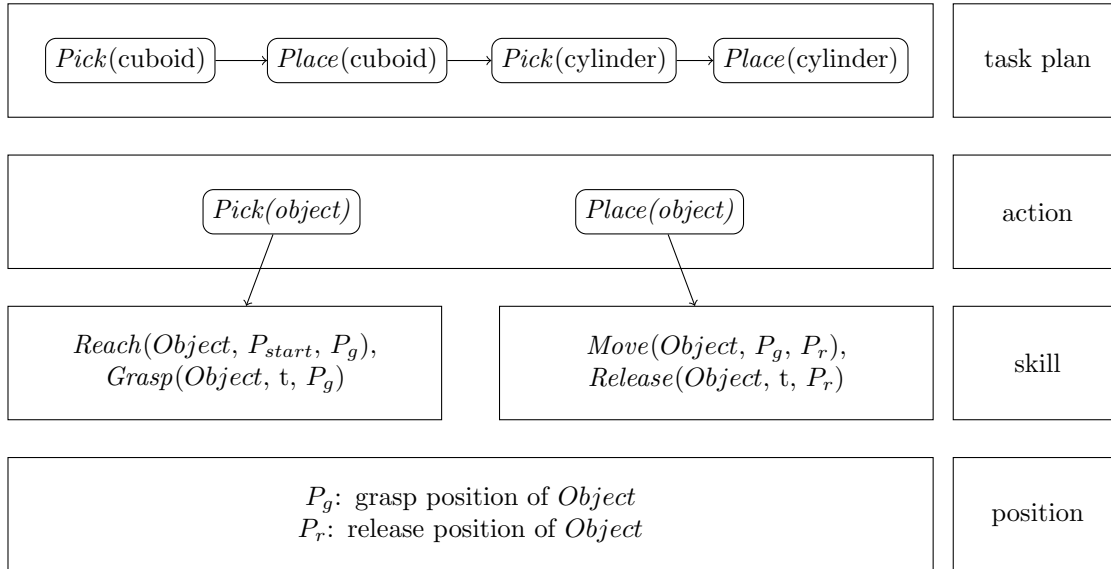 Pick(cuboid) Place(cuboid) Pick(cylinder) Place(cylinder) task plan
Pick(object) Place(object) action
Reach(Object, P_start, P_g),
Grasp(Object, t, P_g)
Move(Object, P_g, P_r),
Release(Object, t, P_r)
skill
P_g: grasp position of Object
P_r: release position of Object
position